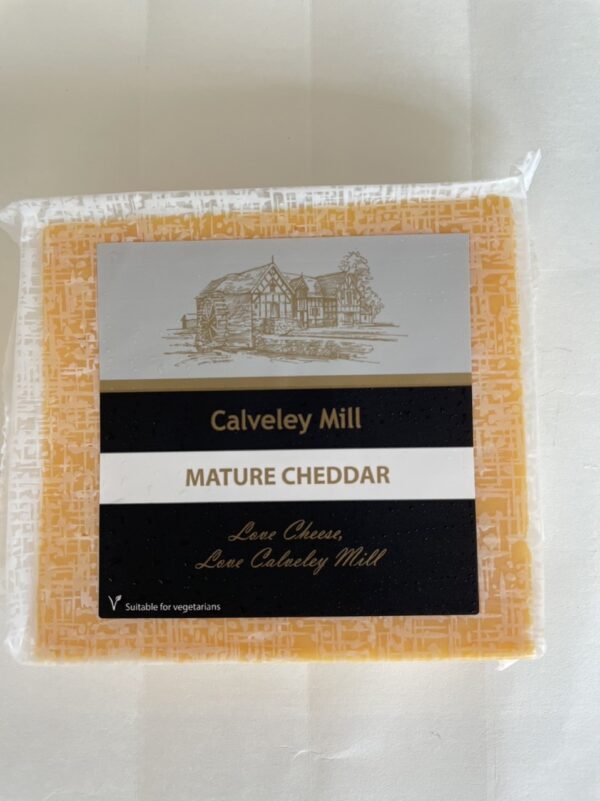 Calveley Mill
MATURE CHEDDAR
Love Cheese,
Love Calveley Mill
V Suitable for vegetarians